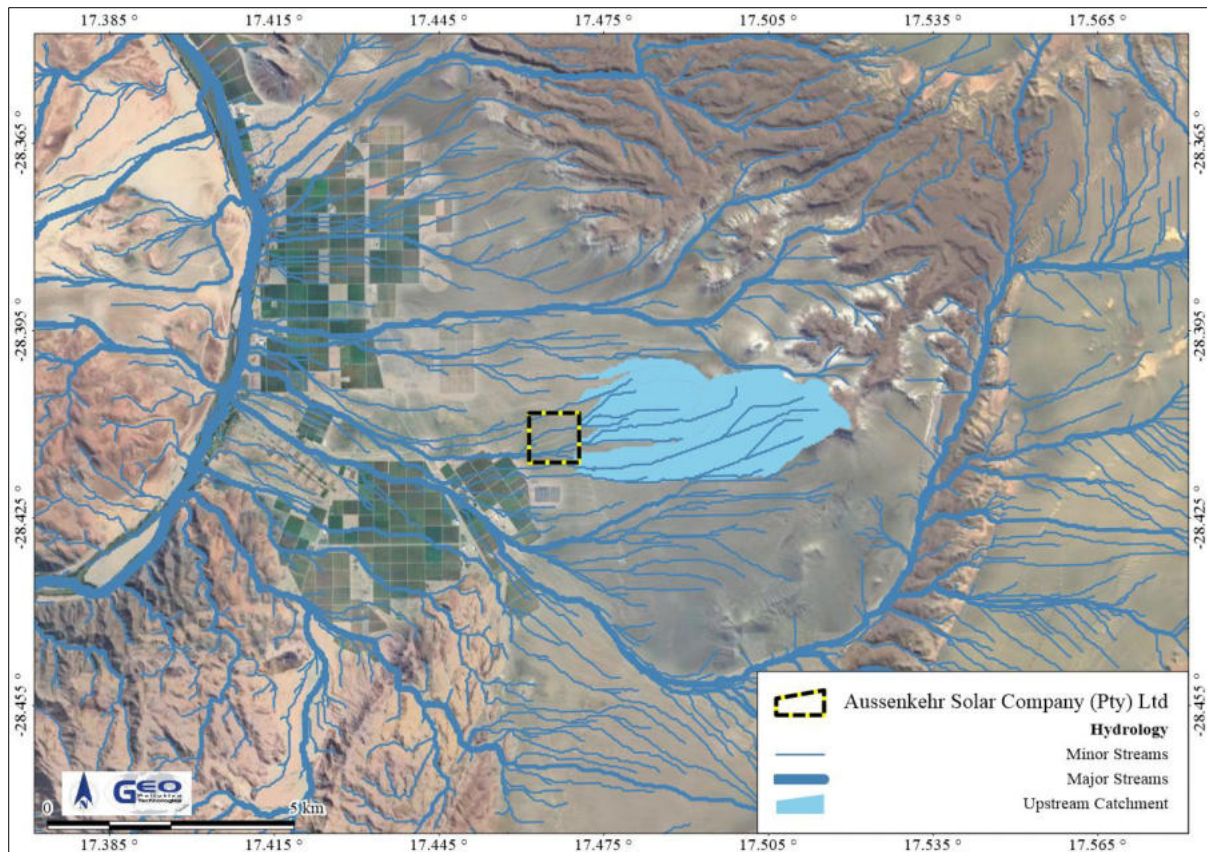 17.385 °
17.415 °
17.445 °
17.475 °
17.505 °
17.535 °
17.565 °
-28.365 °
-28.395 °
-28.425 °
-28.455 °
-28.365 °
-28.395 °
-28.425 °
-28.455 °
Aussenkehr Solar Company (Pty) Ltd
Hydrology
Minor Streams
Major Streams
Upstream Catchment
GEO
Pollution
Technologies
0
5 km
17.385 °
17.415 °
17.445 °
17.475 °
17.505 °
17.535 °
17.565 °